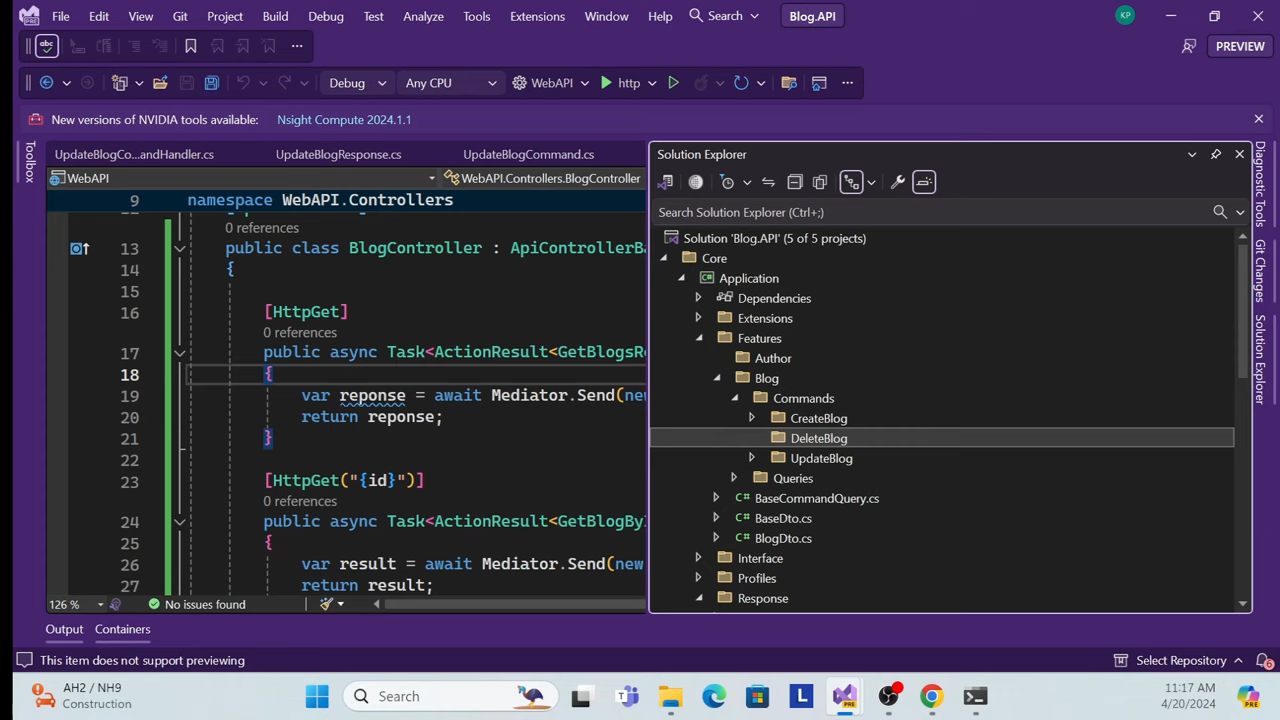 File Edit View Git Project Build Debug Test Analyze Tools Extensions Window Help Search Blog.API KP
PREVIEW
Debug Any CPU WebAPI http
New versions of NVIDIA tools available: Nsight Compute 2024.1.1
Toolbox
UpdateBlogCo...andHandler.cs UpdateBlogResponse.cs UpdateBlogCommand.cs
WebAPI WebAPI.Controllers.BlogController
9 namespace WebAPI.Controllers
0 references
13 public class BlogController : ApiControllerBa
14 {
15
16 [HttpGet]
0 references
17 public async Task<ActionResult<GetBlogsRe
18 {
19 var reponse = await Mediator.Send(new
20 return reponse;
21 }
22
23 [HttpGet("{id}")]
0 references
24 public async Task<ActionResult<GetBlogByI
25 {
26 var result = await Mediator.Send(new
27 return result;
126 % No issues found
Solution Explorer
Search Solution Explorer (Ctrl+;)
Solution 'Blog.API' (5 of 5 projects)
Core
Application
Dependencies
Extensions
Features
Author
Blog
Commands
CreateBlog
DeleteBlog
UpdateBlog
Queries
BaseCommandQuery.cs
BaseDto.cs
BlogDto.cs
Interface
Profiles
Response
Diagnostic Tools
Git Changes
Solution Explorer
Output Containers
This item does not support previewing Select Repository 6
AH2 / NH9
Construction
Search
11:17 AM
4/20/2024